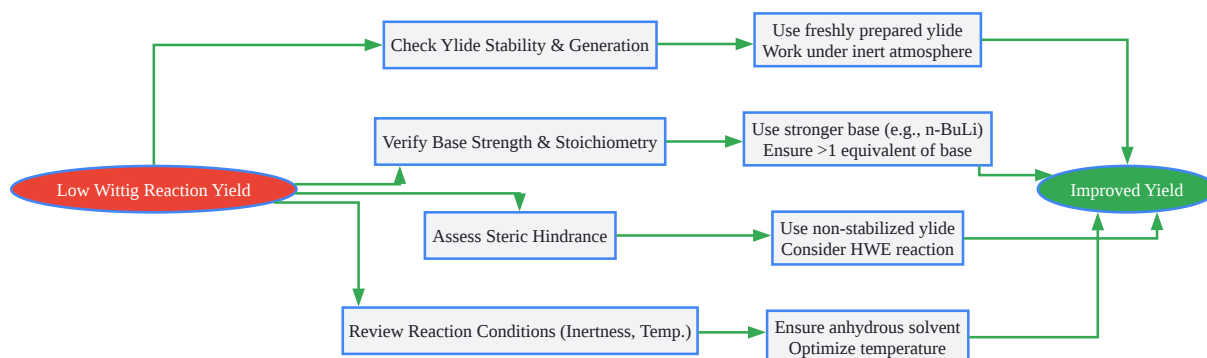 Low Wittig Reaction Yield
Check Ylide Stability & Generation
Use freshly prepared ylide
Work under inert atmosphere
Verify Base Strength & Stoichiometry
Use stronger base (e.g., n-BuLi)
Ensure >1 equivalent of base
Assess Steric Hindrance
Use non-stabilized ylide
Consider HWE reaction
Review Reaction Conditions (Inertness, Temp.)
Ensure anhydrous solvent
Optimize temperature
Improved Yield